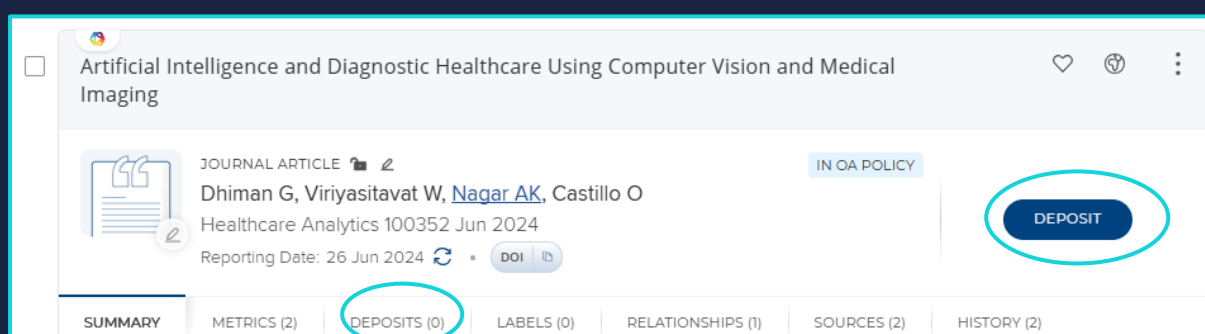 Artificial Intelligence and Diagnostic Healthcare Using Computer Vision and Medical
Imaging
JOURNAL ARTICLE
IN OA POLICY
Dhiman G, Viriyasitavat W, Nagar AK, Castillo O
Healthcare Analytics 100352 Jun 2024
DEPOSIT
Reporting Date: 26 Jun 2024 • DOI
SUMMARY METRICS (2) DEPOSITS (0) LABELS (0) RELATIONSHIPS (1) SOURCES (2) HISTORY (2)